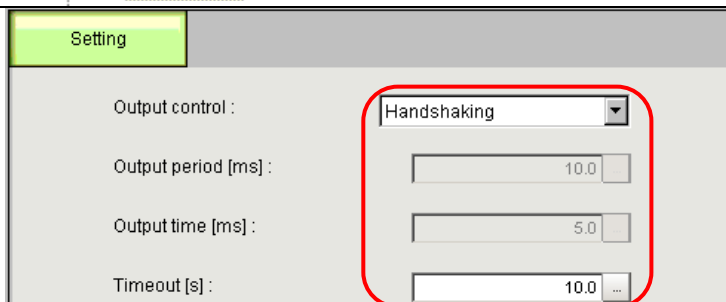 Setting
Output control : Handshaking
Output period [ms] : 10.0 ...
Output time [ms] : 5.0 ...
Timeout [s] : 10.0 ...